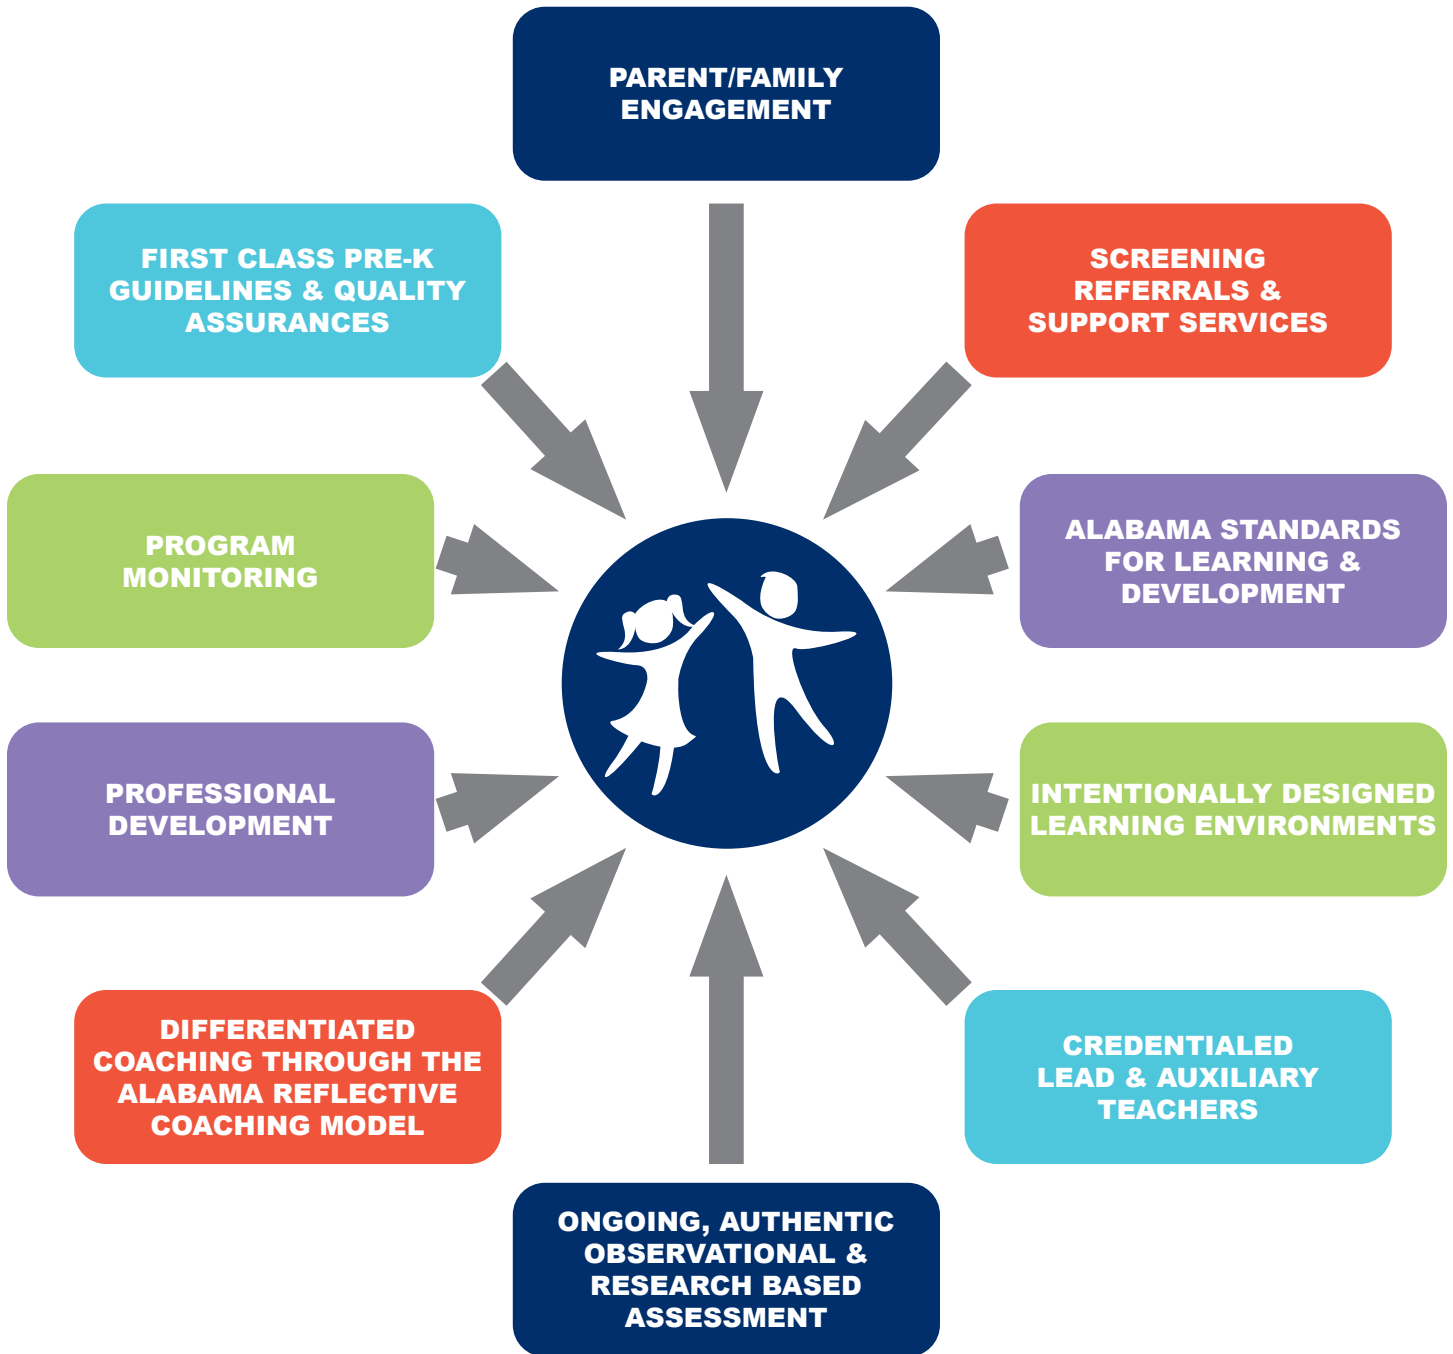 PARENT/FAMILY
ENGAGEMENT
FIRST CLASS PRE-K
GUIDELINES & QUALITY
ASSURANCES
SCREENING
REFERRALS &
SUPPORT SERVICES
PROGRAM
MONITORING
ALABAMA STANDARDS
FOR LEARNING &
DEVELOPMENT
PROFESSIONAL
DEVELOPMENT
INTENTIONALLY DESIGNED
LEARNING ENVIRONMENTS
DIFFERENTIATED
COACHING THROUGH THE
ALABAMA REFLECTIVE
COACHING MODEL
CREDENTIALED
LEAD & AUXILIARY
TEACHERS
ONGOING, AUTHENTIC
OBSERVATIONAL &
RESEARCH BASED
ASSESSMENT